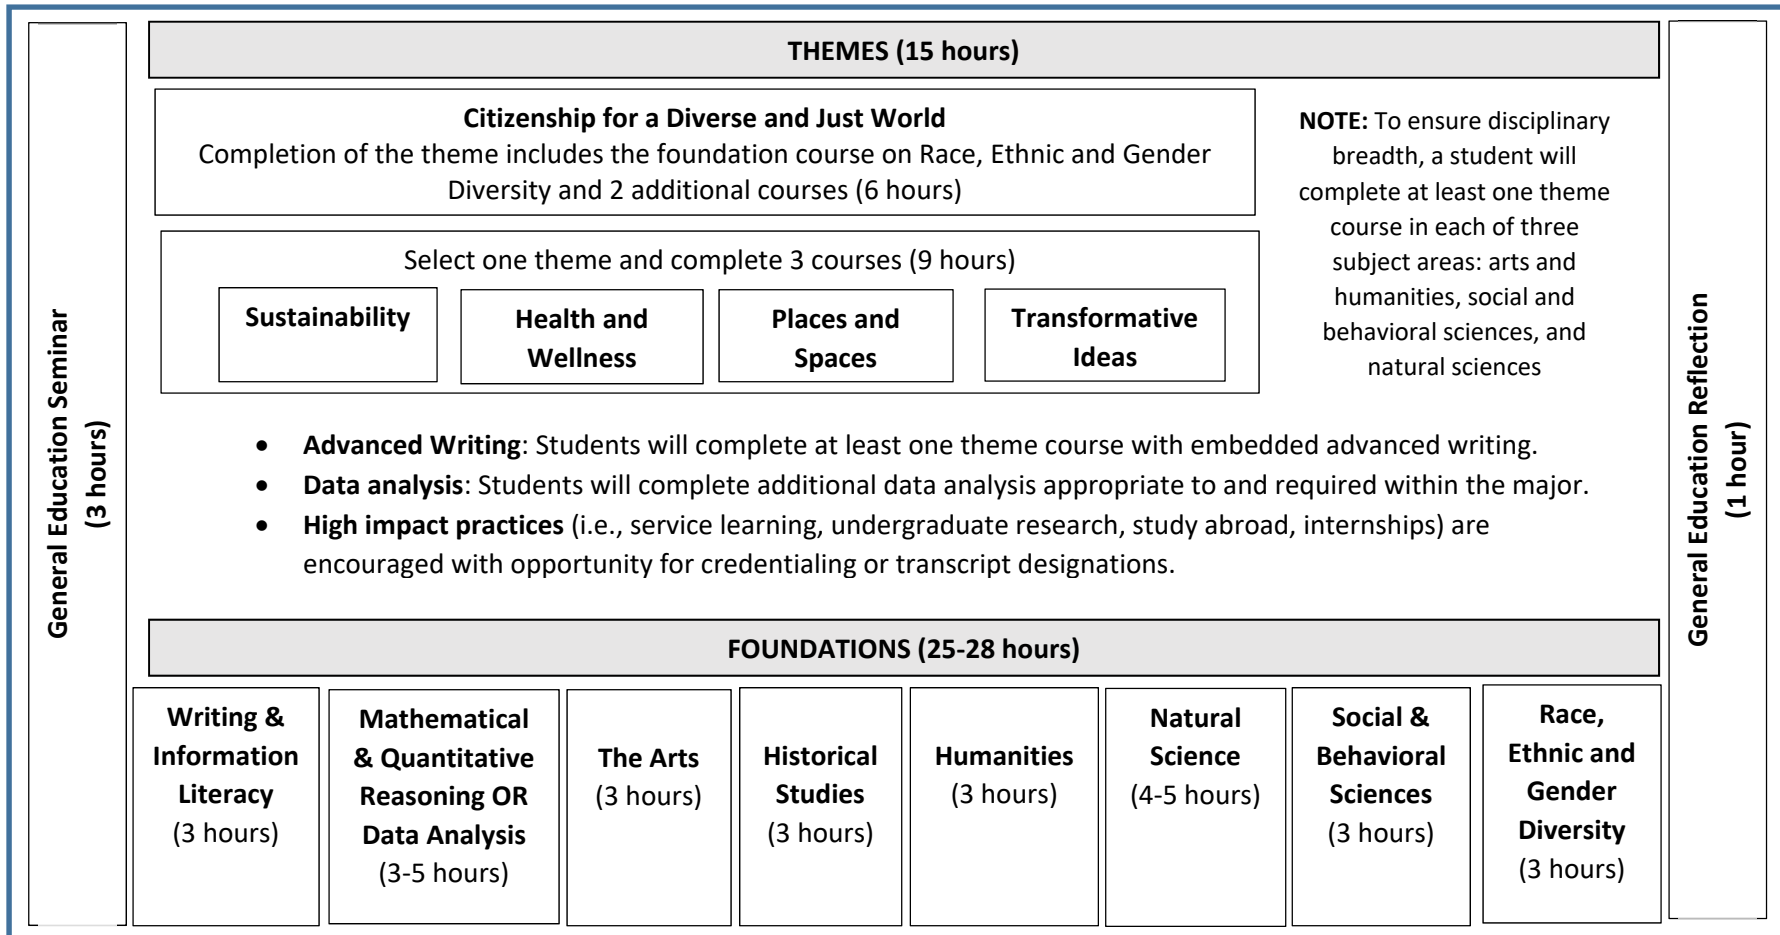 General Education Seminar
(3 hours)
THEMES (15 hours)
Citizenship for a Diverse and Just World
Completion of the theme includes the foundation course on Race, Ethnic and Gender
Diversity and 2 additional courses (6 hours)
Select one theme and complete 3 courses (9 hours)
Sustainability
Health and
Wellness
Places and
Spaces
Transformative
Ideas
NOTE: To ensure disciplinary
breadth, a student will
complete at least one theme
course in each of three
subject areas: arts and
humanities, social and
behavioral sciences, and
natural sciences
• Advanced Writing: Students will complete at least one theme course with embedded advanced writing.
• Data analysis: Students will complete additional data analysis appropriate to and required within the major.
• High impact practices (i.e., service learning, undergraduate research, study abroad, internships) are
encouraged with opportunity for credentialing or transcript designations.
FOUNDATIONS (25-28 hours)
Writing &
Information
Literacy
(3 hours)
Mathematical
& Quantitative
Reasoning OR
Data Analysis
(3-5 hours)
The Arts
(3 hours)
Historical
Studies
(3 hours)
Humanities
(3 hours)
Natural
Science
(4-5 hours)
Social &
Behavioral
Sciences
(3 hours)
Race,
Ethnic and
Gender
Diversity
(3 hours)
General Education Reflection
(1 hour)